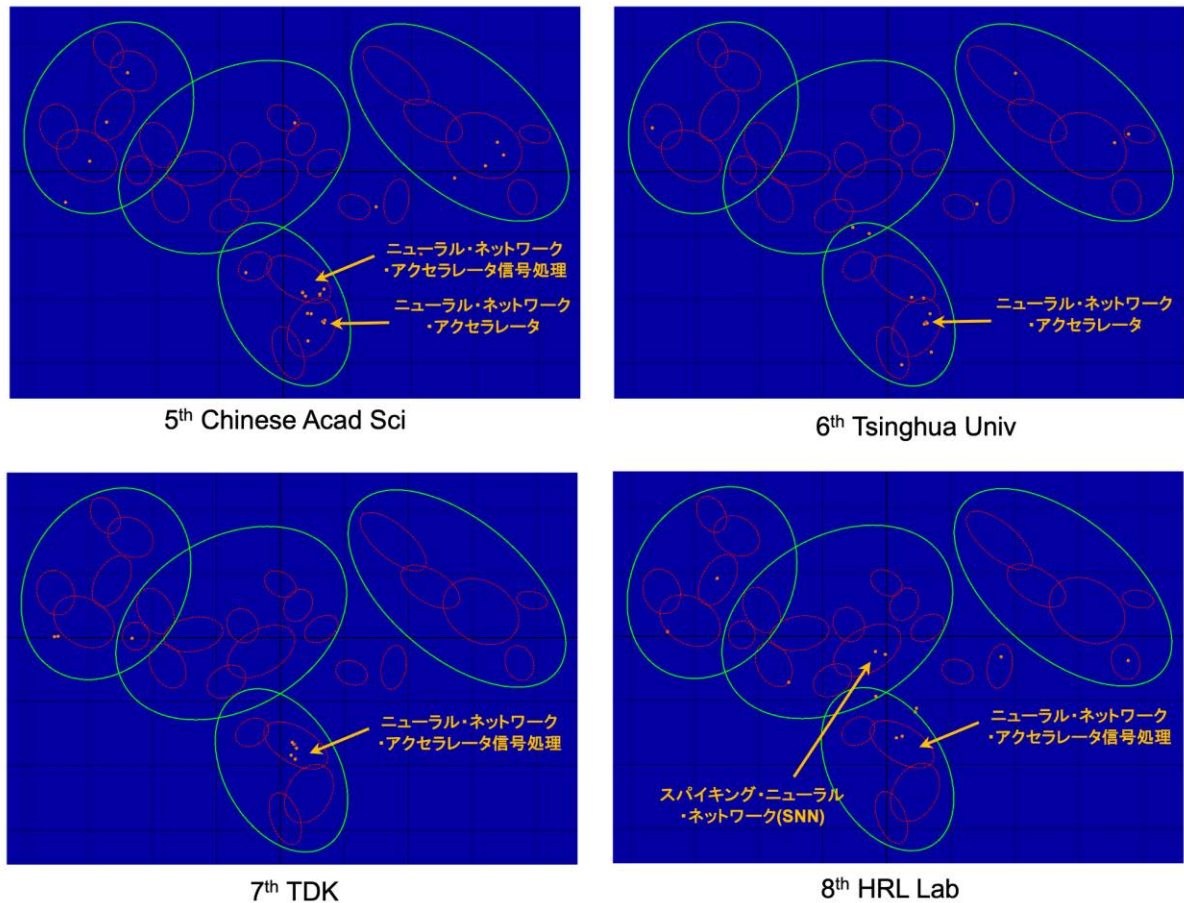 ニューラル・ネットワーク
・アクセラレータ信号処理
ニューラル・ネットワーク
・アクセラレータ
5th Chinese Acad Sci
ニューラル・ネットワーク
・アクセラレータ
6th Tsinghua Univ
ニューラル・ネットワーク
・アクセラレータ信号処理
7th TDK
ニューラル・ネットワーク
・アクセラレータ信号処理
スパイキング・ニューラル
・ネットワーク(SNN)
8th HRL Lab